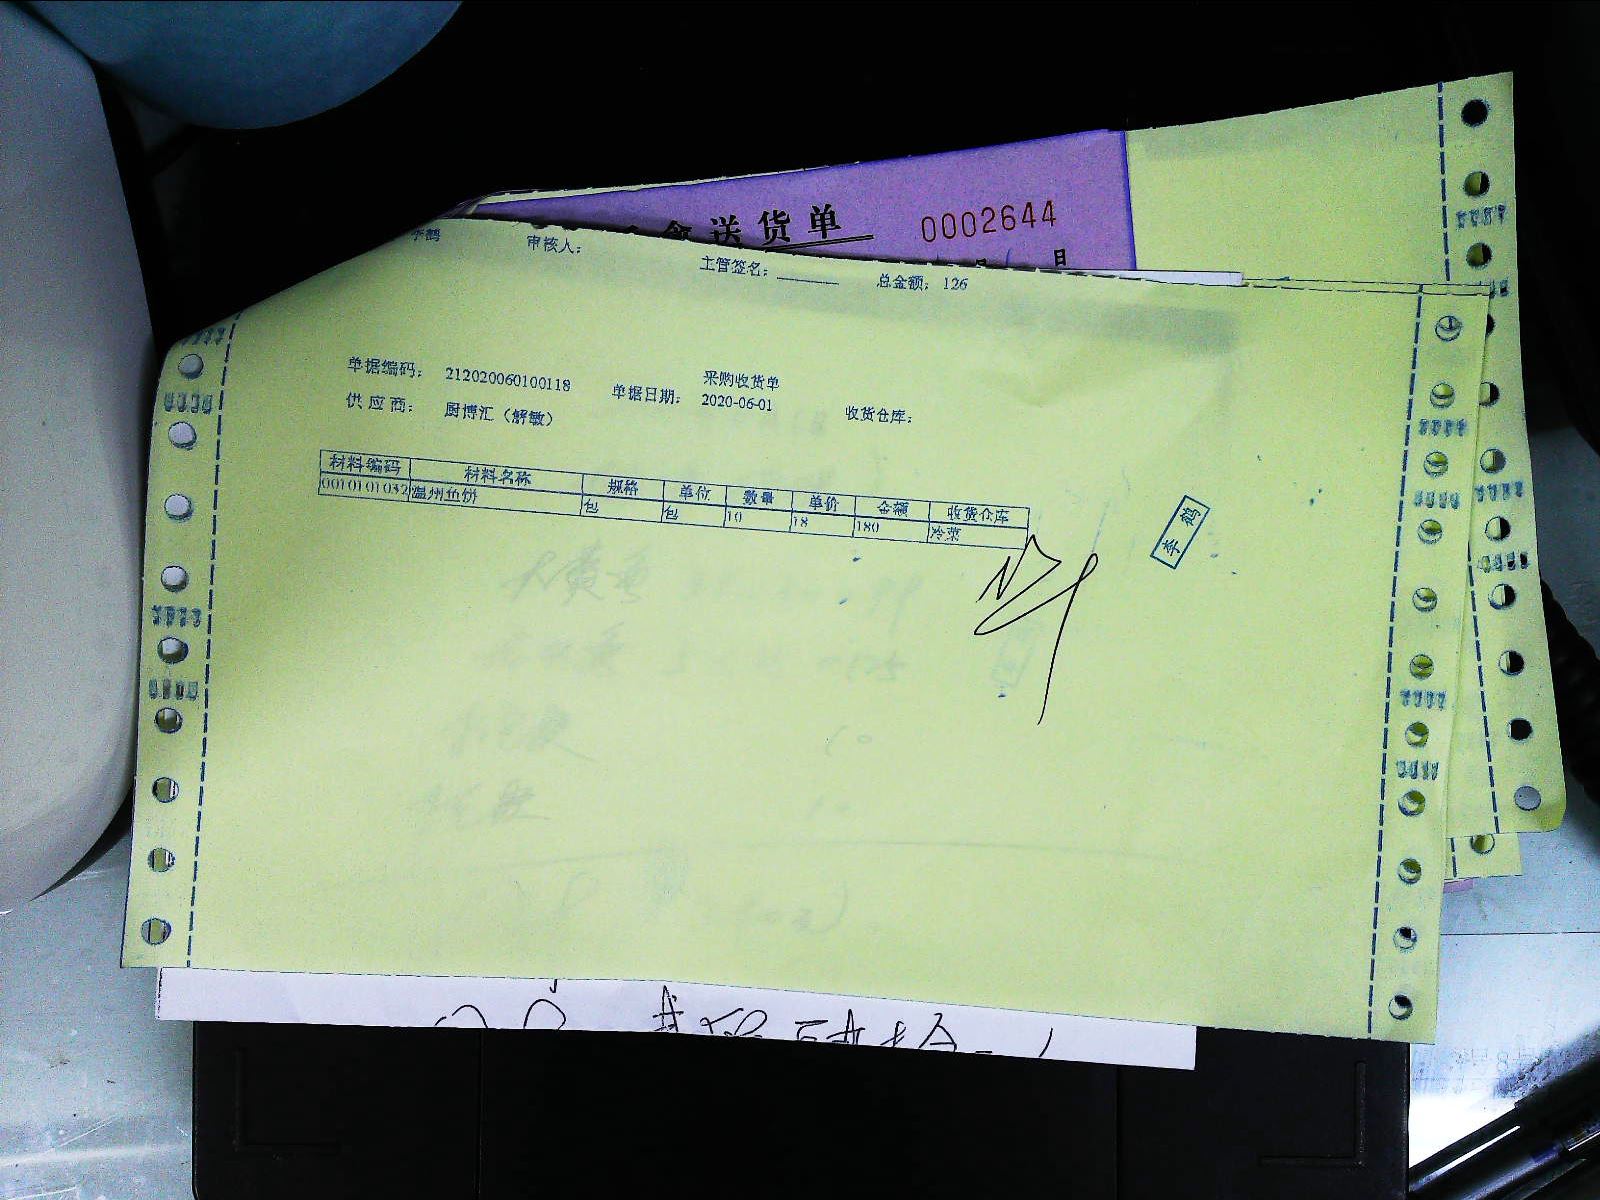 送货单 0002644
日
李鹤 审核人: 主管签名: 总金额: 126
采购收货单
单据编码: 212020060100118 单据日期: 2020-06-01 收货仓库:
供应商: 厨博汇（舒敏）
材料编码 材料名称 规格 单位 数量 单价 金额 收货仓库
0010101032 温州鱼饼 包 包 10 18 180 冷菜
李鹤